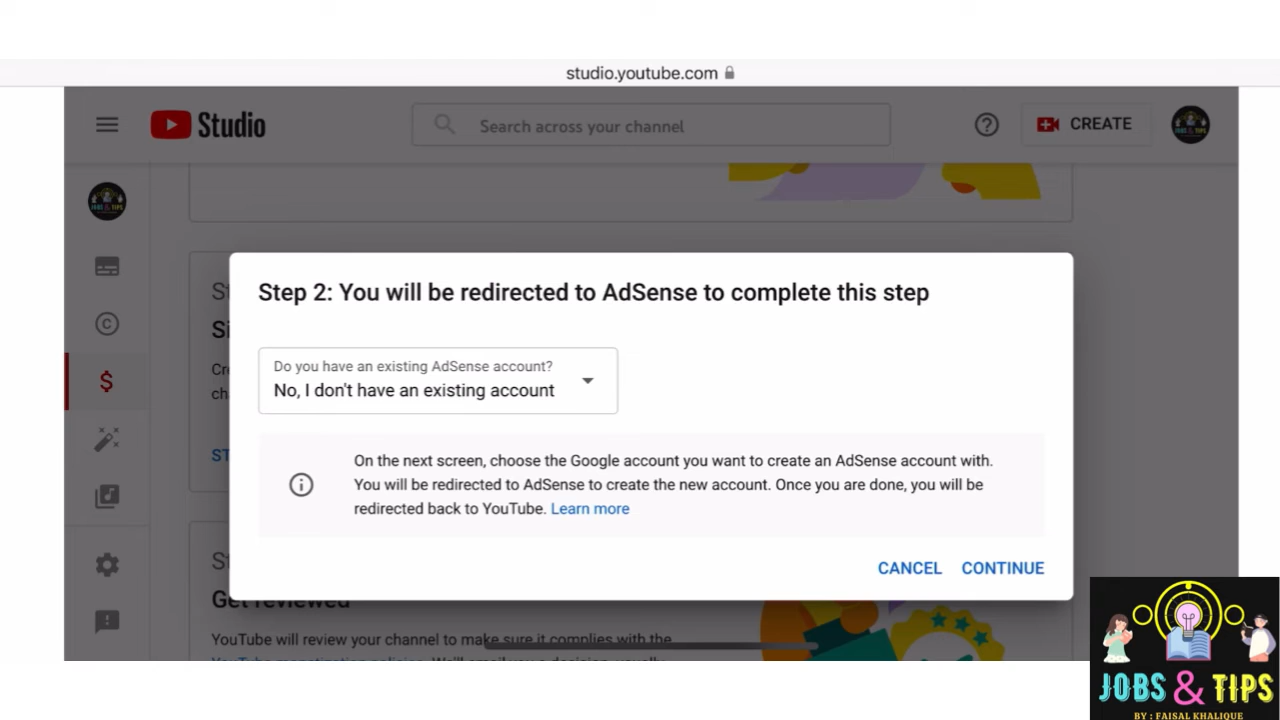 studio.youtube.com
Studio
Search across your channel
CREATE
JOBS & TIPS
Step 2: You will be redirected to AdSense to complete this step
Do you have an existing AdSense account?
No, I don't have an existing account
On the next screen, choose the Google account you want to create an AdSense account with.
You will be redirected to AdSense to create the new account. Once you are done, you will be
redirected back to YouTube. Learn more
CANCEL CONTINUE
Get reviewed
YouTube will review your channel to make sure it complies with the
JOBS & TIPS
BY : FAISAL KHALIQUE